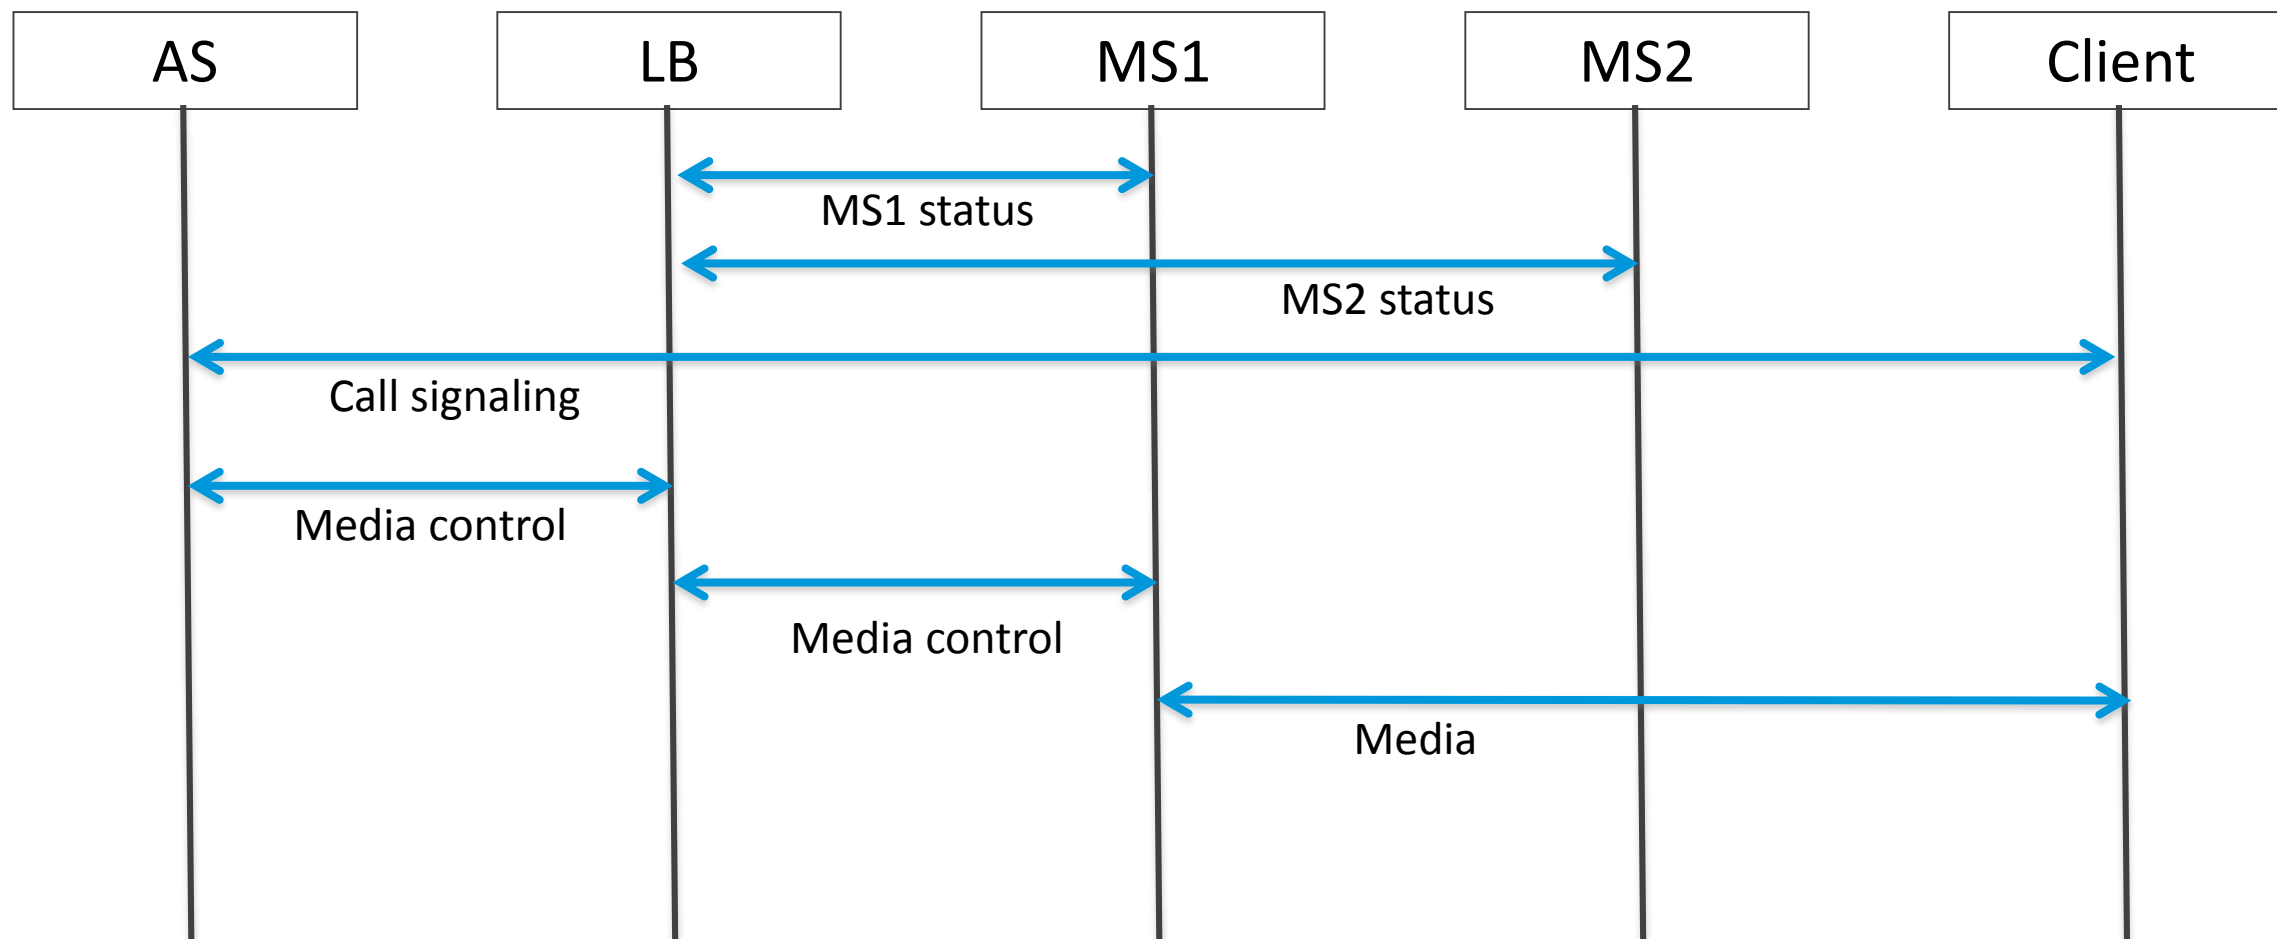 AS
LB
MS1
MS2
Client
MS1 status
MS2 status
Call signaling
Media control
Media control
Media